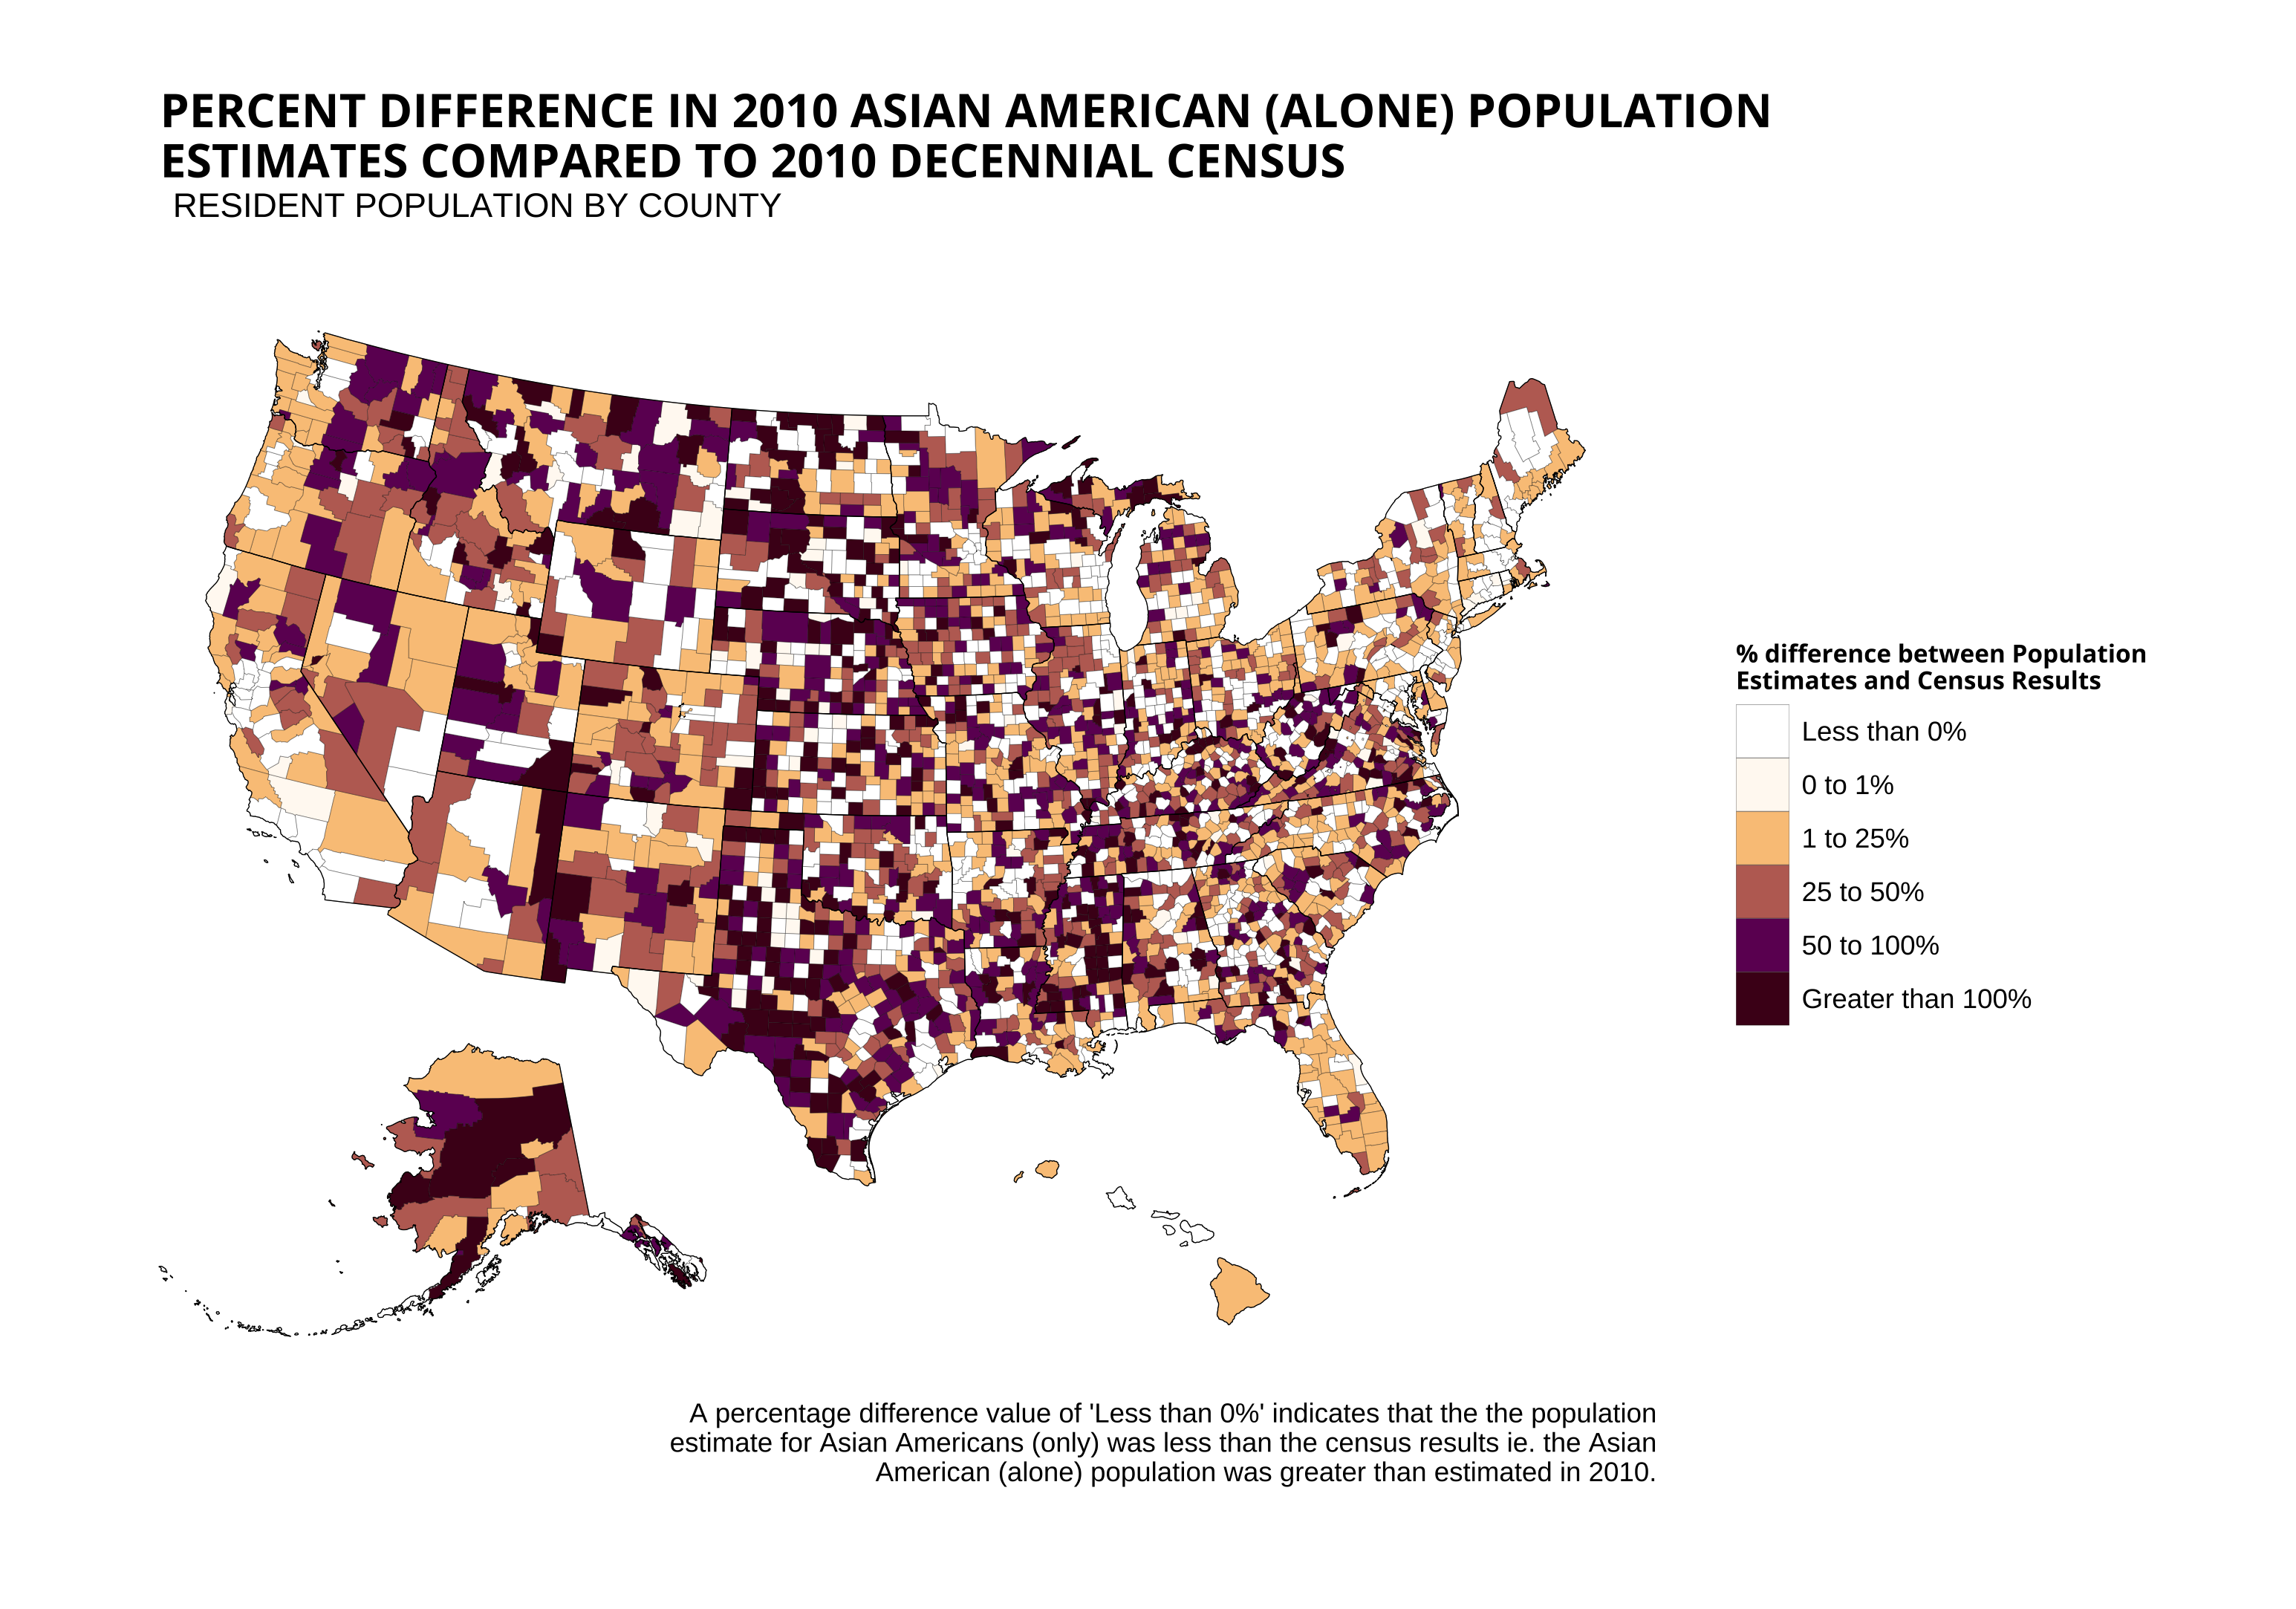 PERCENT DIFFERENCE IN 2010 ASIAN AMERICAN (ALONE) POPULATION
ESTIMATES COMPARED TO 2010 DECENNIAL CENSUS
RESIDENT POPULATION BY COUNTY
% difference between Population
Estimates and Census Results
Less than 0%
0 to 1%
1 to 25%
25 to 50%
50 to 100%
Greater than 100%
A percentage difference value of 'Less than 0%' indicates that the the population
estimate for Asian Americans (only) was less than the census results ie. the Asian
American (alone) population was greater than estimated in 2010.